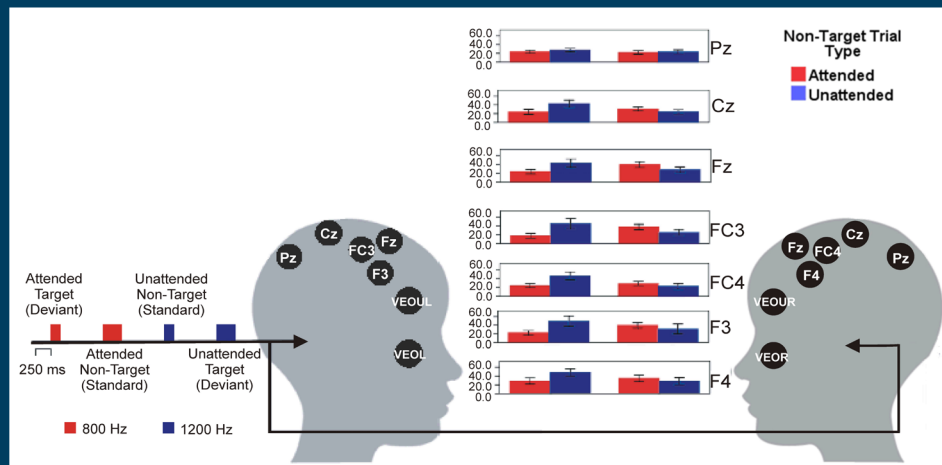 60.0
40.0
20.0
0.0
Pz
60.0
40.0
20.0
0.0
Cz
60.0
40.0
20.0
0.0
Fz
60.0
40.0
20.0
0.0
FC3
60.0
40.0
20.0
0.0
FC4
60.0
40.0
20.0
0.0
F3
60.0
40.0
20.0
0.0
F4
Non-Target Trial
Type
Attended
Unattended
Attended
Target
(Deviant)
Unattended
Non-Target
(Standard)
250 ms
Attended
Non-Target
(Standard)
Unattended
Target
(Deviant)
800 Hz
1200 Hz
Pz
Cz
FC3
Fz
F3
VEOUL
VEOL
Fz
FC4
Cz
Pz
F4
VEOUR
VEOR